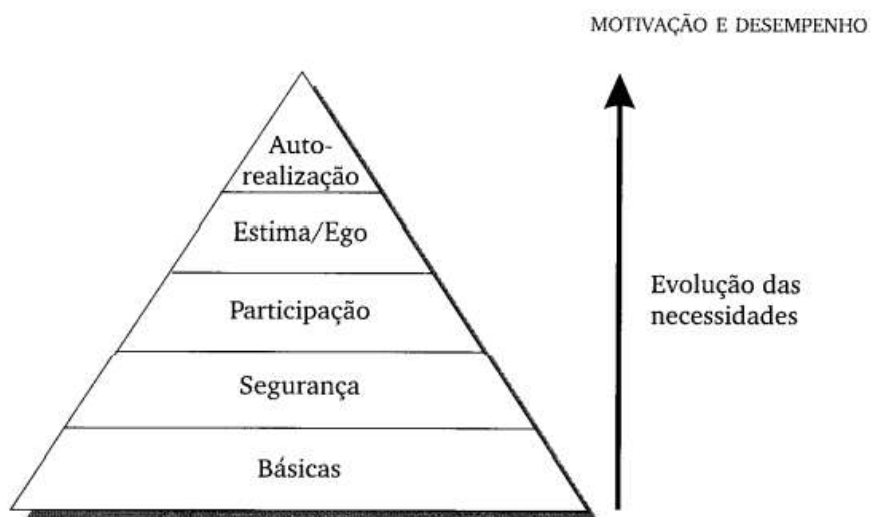 MOTIVAÇÃO E DESEMPENHO
Auto-
realização
Estima/Ego
Participação
Segurança
Básicas
Evolução das
necessidades